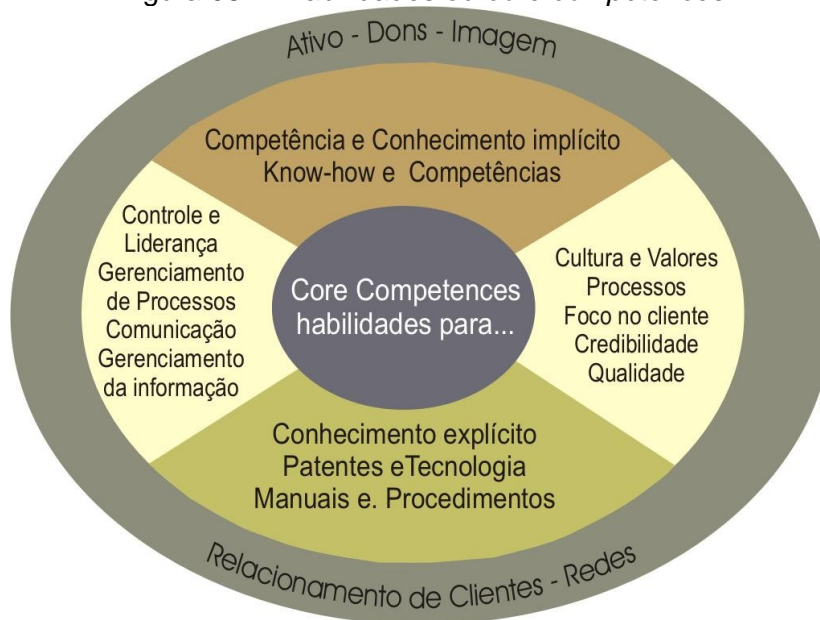 Ativo - Dons - Imagem
Competência e Conhecimento implícito
Know-how e Competências
Controle e
Liderança
Gerenciamento
de Processos
Comunicação
Gerenciamento
da informação
Core Competences
habilidades para...
Cultura e Valores
Processos
Foco no cliente
Credibilidade
Qualidade
Conhecimento explícito
Patentes eTecnologia
Manuais e. Procedimentos
Relacionamento de Clientes - Redes